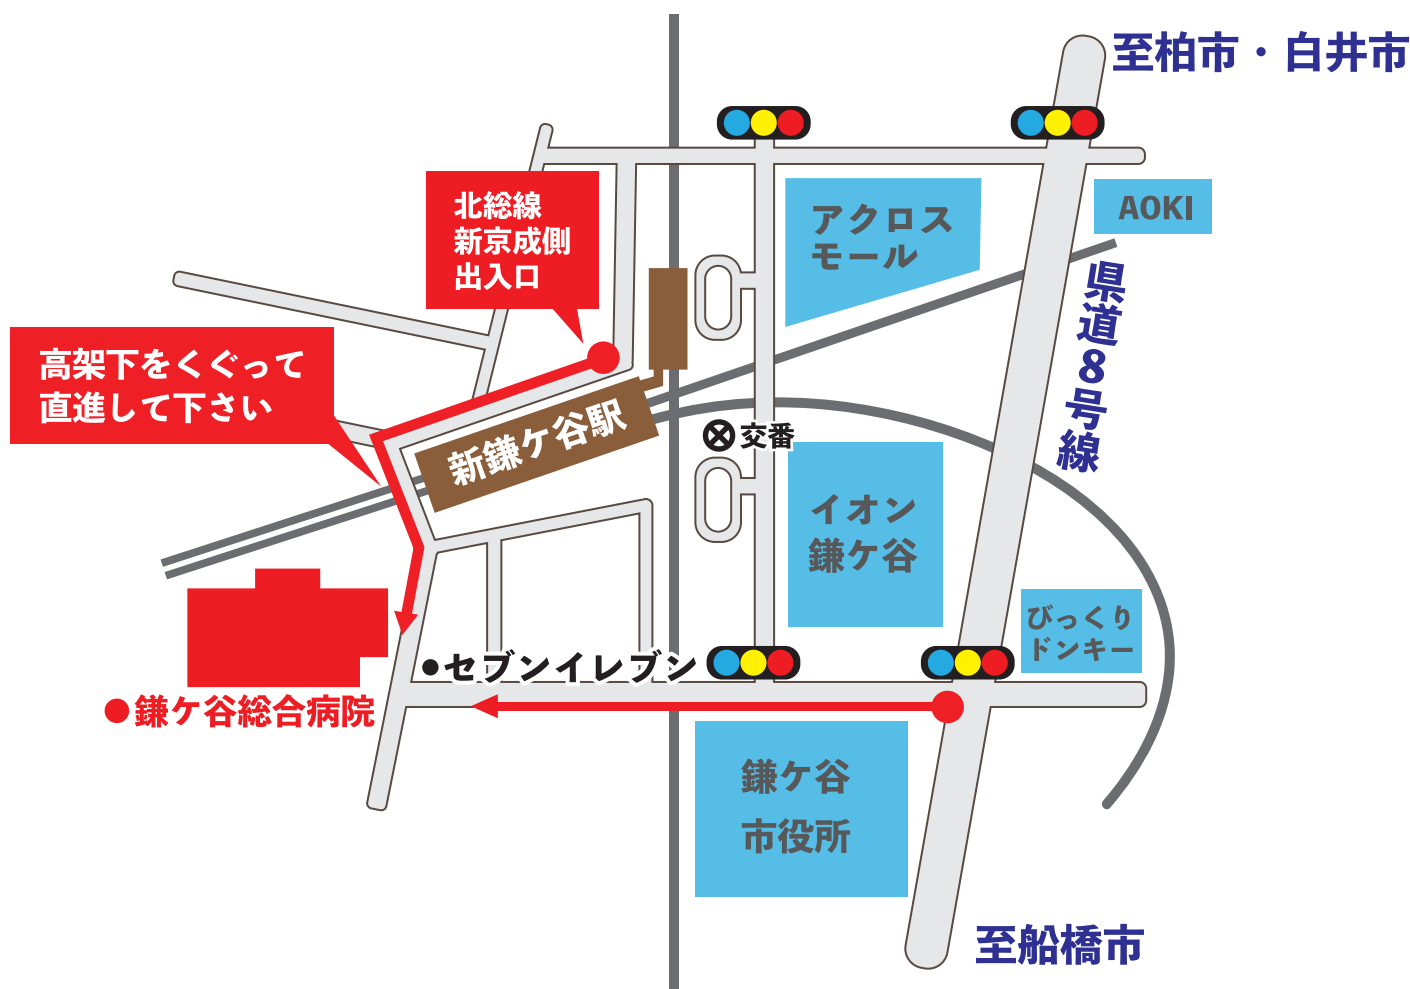 至柏市・白井市
AOKI
北総線
新京成側
出入口
アクロス
モール
県道8号線
高架下をくぐって
直進して下さい
新鎌ケ谷駅
交番
イオン
鎌ケ谷
びっくり
ドンキー
●セブンイレブン
●鎌ケ谷総合病院
鎌ケ谷
市役所
至船橋市